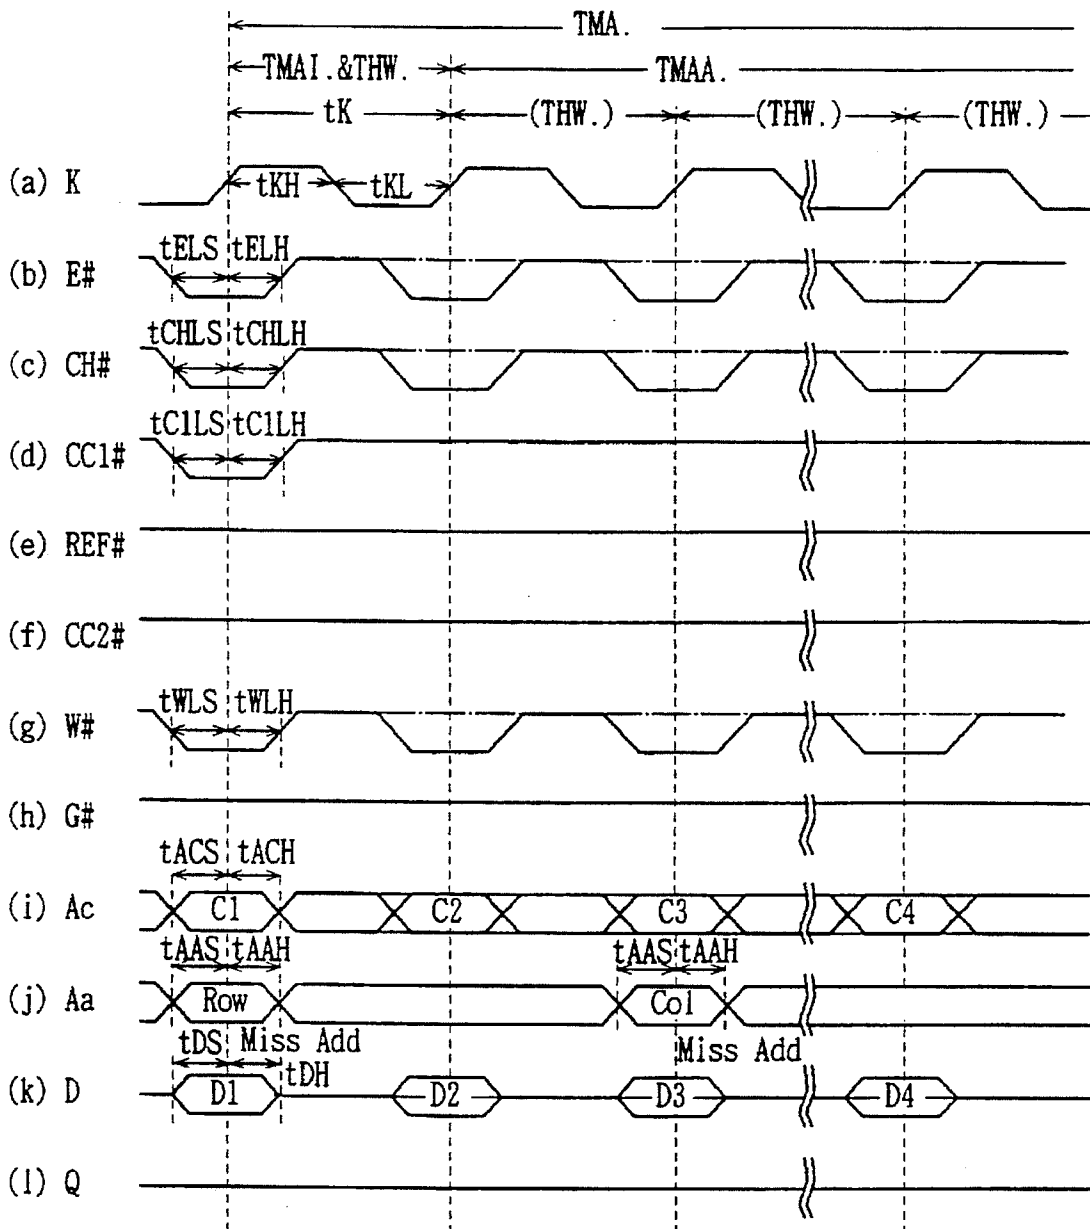 TMA.
TMAI.&THW. TMAA.
tK (THW.) (THW.) (THW.)
(a) K tKH tKL
tELS tELH
(b) E#
tCHLS tCHLH
(c) CH#
tC1LS tC1LH
(d) CC1#
(e) REF#
(f) CC2#
tWLS tWLH
(g) W#
(h) G#
tACS tACH
(i) Ac C1 C2 C3 C4
tAAS tAAH tAAS tAAH
(j) Aa Row Col
tDS Miss Add Miss Add
tDH
(k) D D1 D2 D3 D4
(l) Q